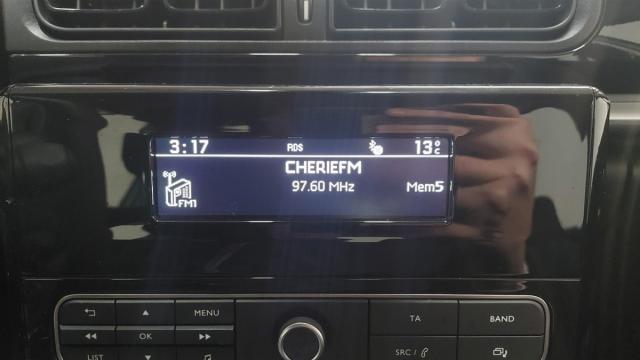 3:17 RDS 13°C
CHERIEFM
97.60 MHz Mem5
FM1
MENU TA BAND
OK
LIST SRC /